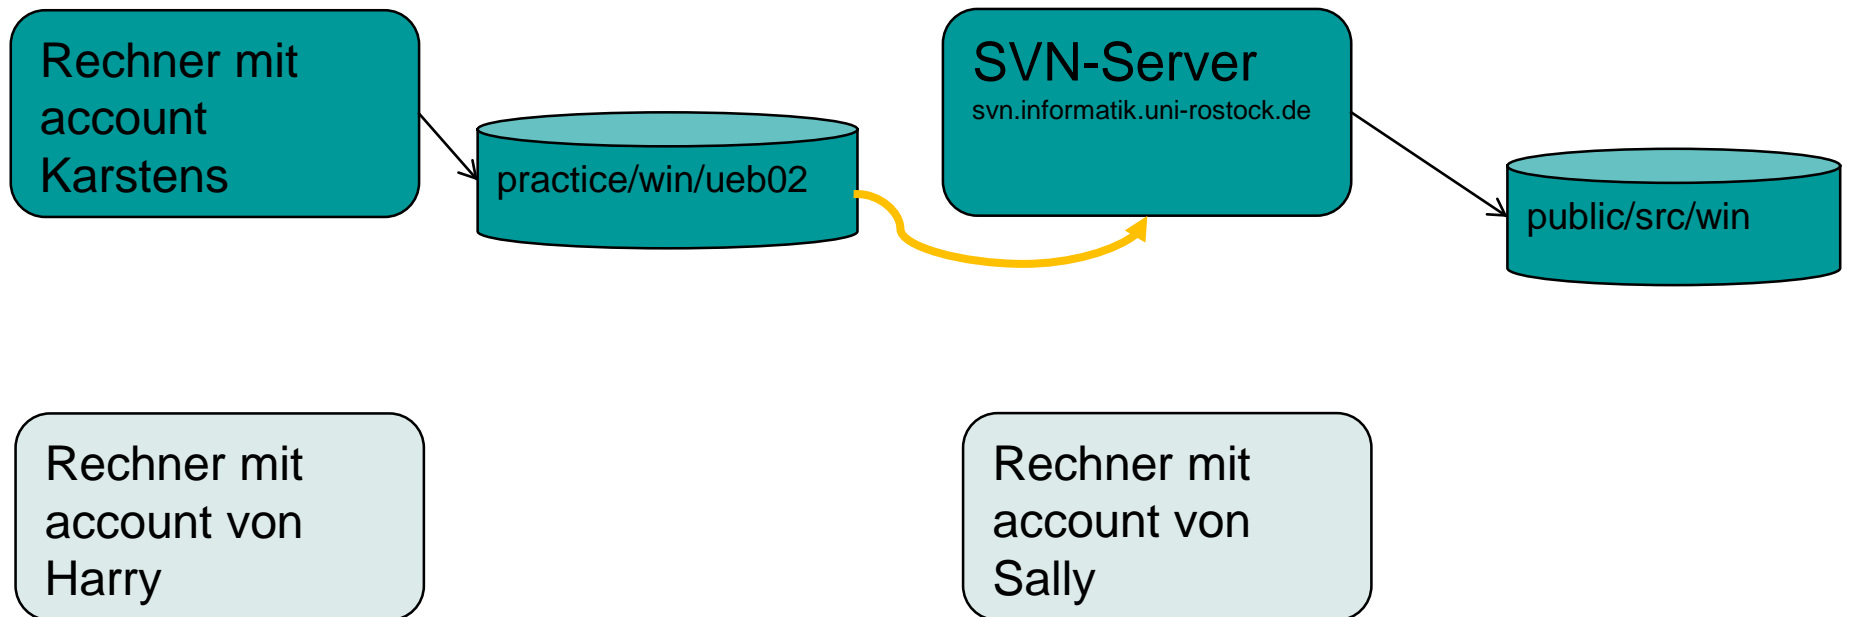 Rechner mit
account
Karstens
practice/win/ueb02
SVN-Server
svn.informatik.uni-rostock.de
public/src/win
Rechner mit
account von
Harry
Rechner mit
account von
Sally